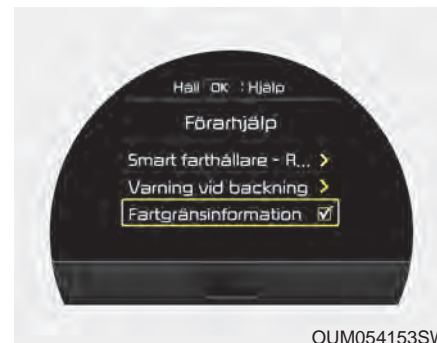 Håll OK : Hjälp
Förarhjälp
Smart farthållare - R... >
Varning vid backning >
Fartgränsinformation
OUM054153SW